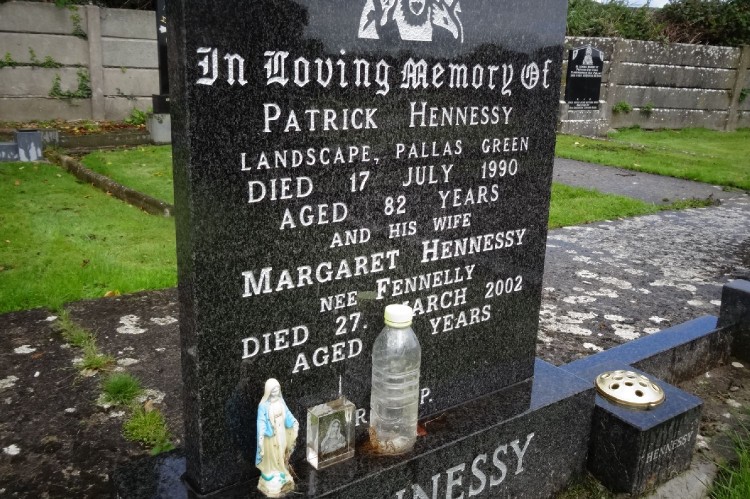 In Loving Memory Of
PATRICK HENNESSY
LANDSCAPE, PALLAS GREEN
DIED 17 JULY 1990
AGED 82 YEARS
AND HIS WIFE
MARGARET HENNESSY
NEE FENNELLY
DIED 27. MARCH 2002
AGED YEARS
R P.
HENNESSY
HENNESSY